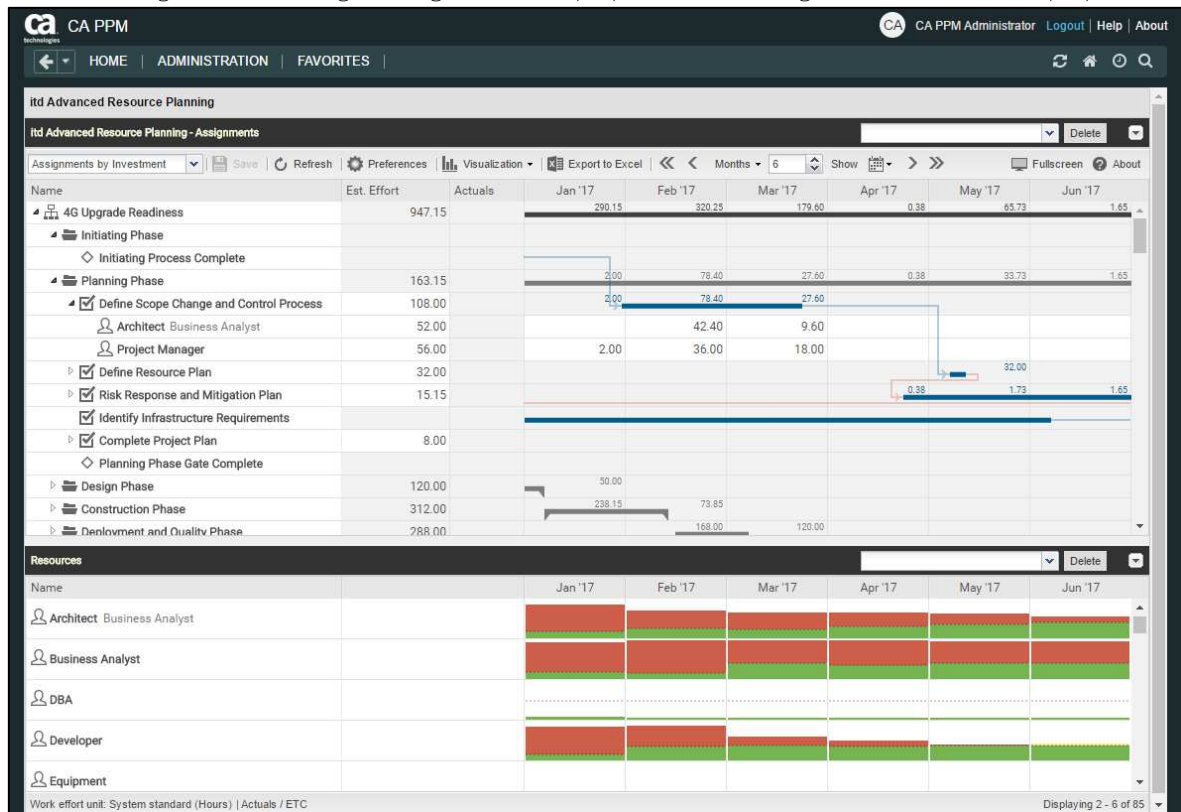 ca technologies CA PPM CA CA PPM Administrator Logout | Help | About
HOME | ADMINISTRATION | FAVORITES |
itd Advanced Resource Planning
itd Advanced Resource Planning - Assignments Delete
Assignments by Investment Save Refresh Preferences Visualization Export to Excel Months 6 Show Fullscreen About
Name Est. Effort Actuals Jan '17 Feb '17 Mar '17 Apr '17 May '17 Jun '17
4G Upgrade Readiness 947.15 290.15 320.25 179.60 0.38 65.73 1.65
Initiating Phase
Initiating Process Complete
Planning Phase 163.15 2.00 78.40 27.60 0.38 33.73 1.65
Define Scope Change and Control Process 108.00 2.00 78.40 27.60
Architect Business Analyst 52.00 42.40 9.60
Project Manager 56.00 2.00 36.00 18.00
Define Resource Plan 32.00 32.00
Risk Response and Mitigation Plan 15.15 0.38 1.73 1.65
Identify Infrastructure Requirements
Complete Project Plan 8.00
Planning Phase Gate Complete
Design Phase 120.00 50.00
Construction Phase 312.00 238.15 73.85
Deployment and Quality Phase 288.00 168.00 120.00
Resources Delete
Name Jan '17 Feb '17 Mar '17 Apr '17 May '17 Jun '17
Architect Business Analyst
Business Analyst
DBA
Developer
Equipment
Work effort unit: System standard (Hours) | Actuals / ETC Displaying 2 - 6 of 85